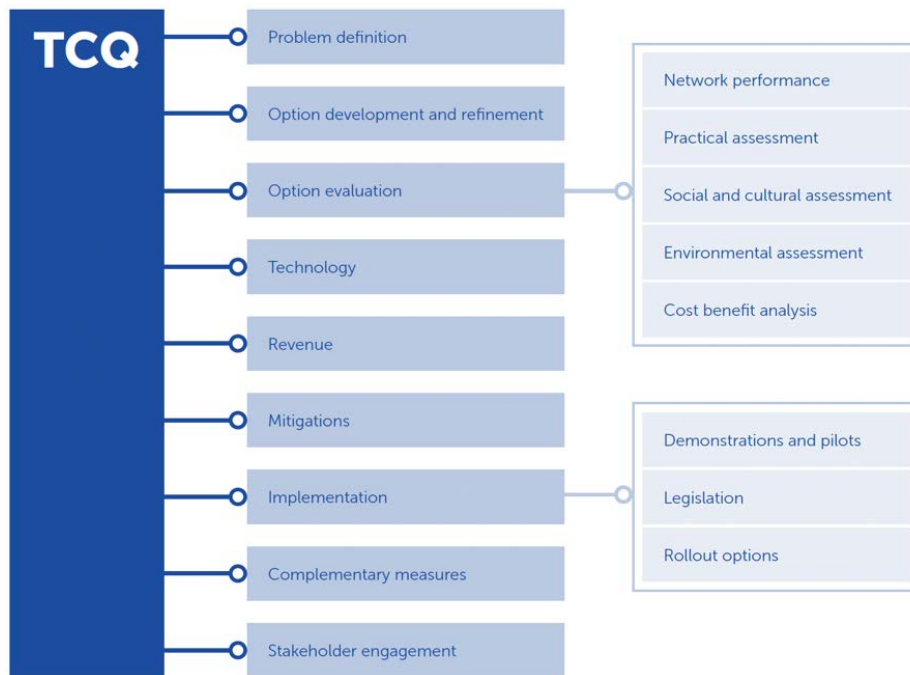 TCQ
Problem definition
Option development and refinement
Option evaluation
Technology
Revenue
Mitigations
Implementation
Complementary measures
Stakeholder engagement
Network performance
Practical assessment
Social and cultural assessment
Environmental assessment
Cost benefit analysis
Demonstrations and pilots
Legislation
Rollout options